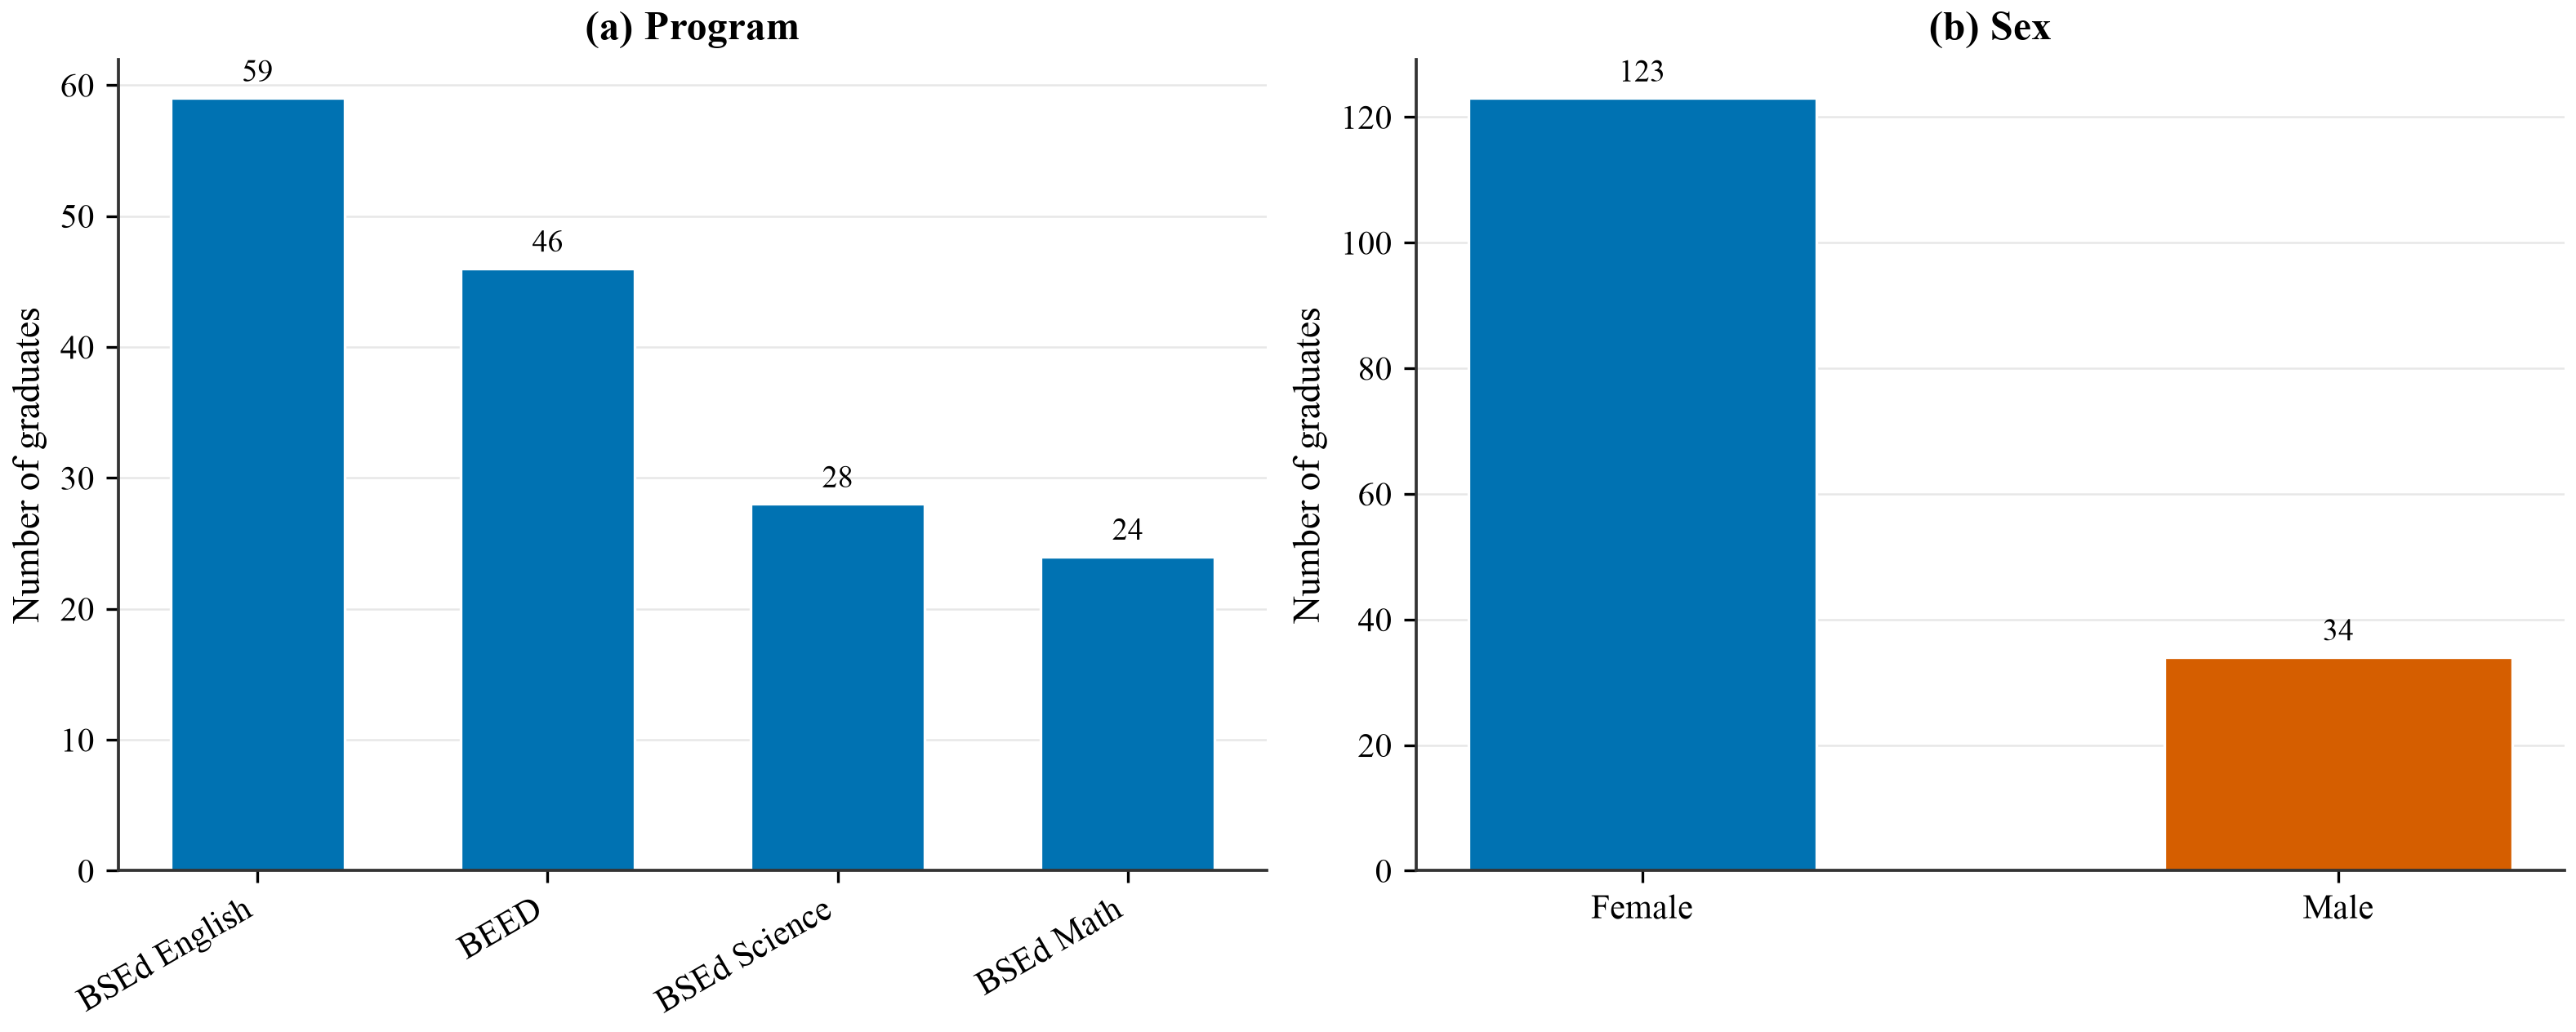 (a) Program
Number of graduates
60
50
40
30
20
10
0
59
46
28
24
BSEd English
BEED
BSEd Science
BSEd Math
(b) Sex
Number of graduates
120
100
80
60
40
20
0
123
34
Female
Male